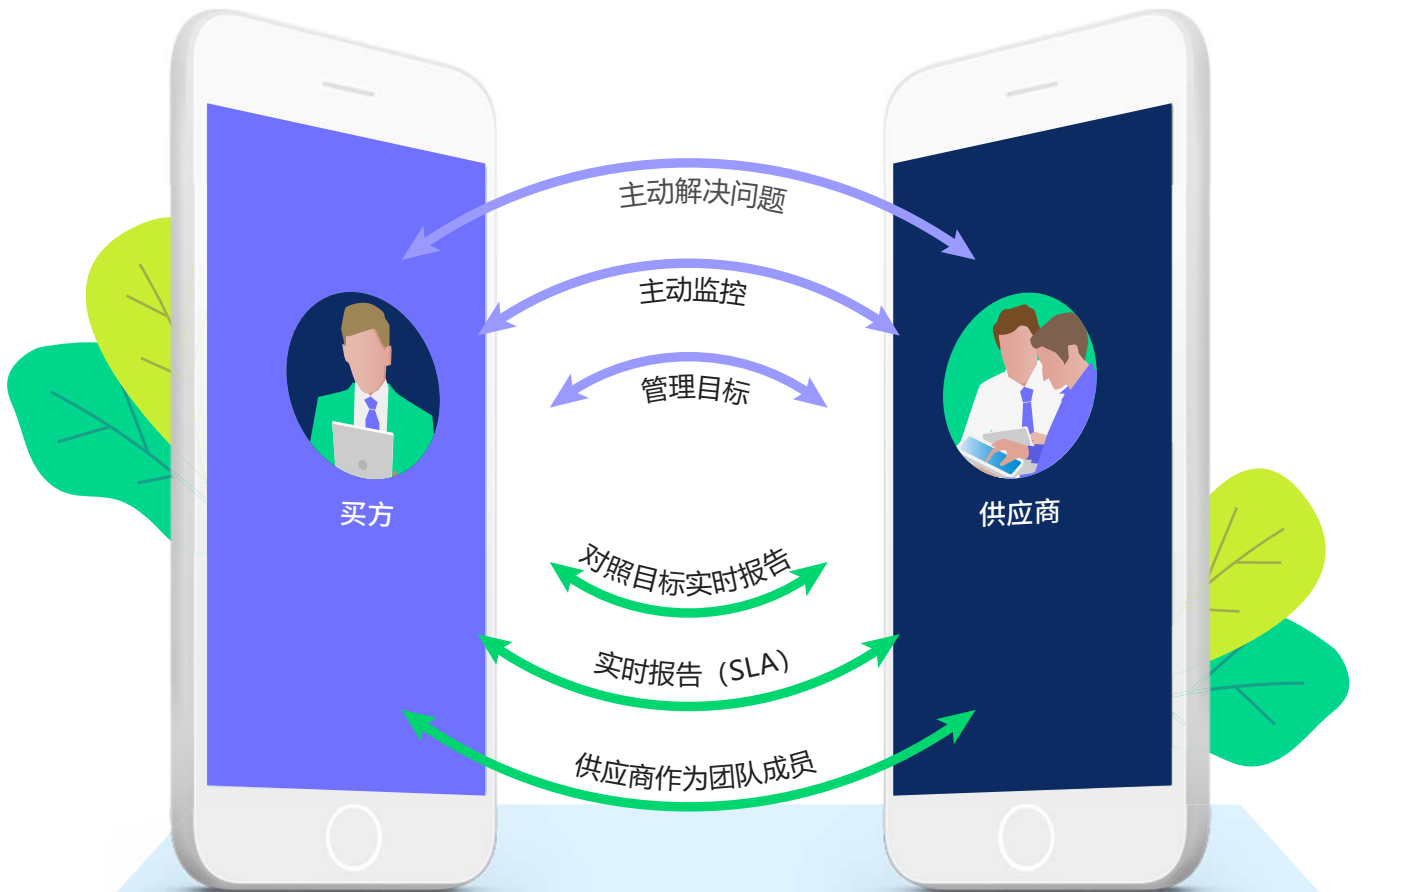 主动解决问题
主动监控
管理目标
买方
供应商
对照目标实时报告
实时报告（SLA）
供应商作为团队成员